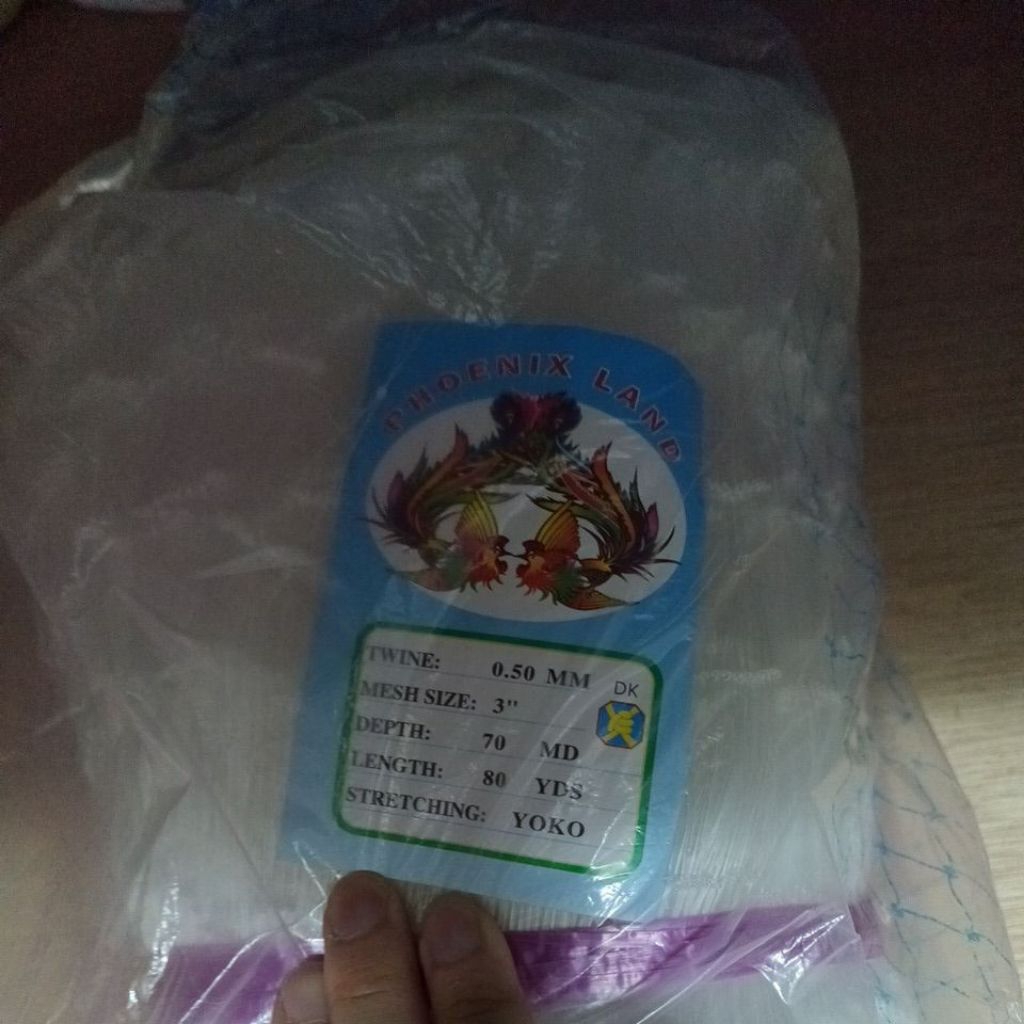 PHOENIX LAND
TWINE: 0.50 MM
DK
MESH SIZE: 3"
DEPTH: 70 MD
LENGTH: 80 YDS
STRETCHING: YOKO